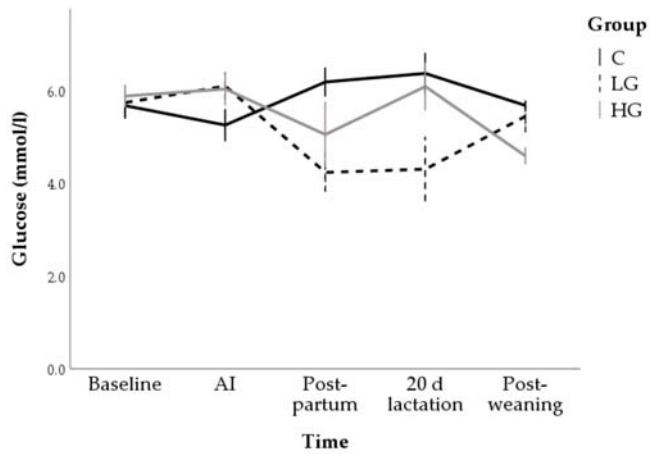 Group
C
LG
HG
Glucose (mmol/l)
6.0
4.0
2.0
0.0
Baseline
AI
Post-
partum
20 d
lactation
Post-
weaning
Time